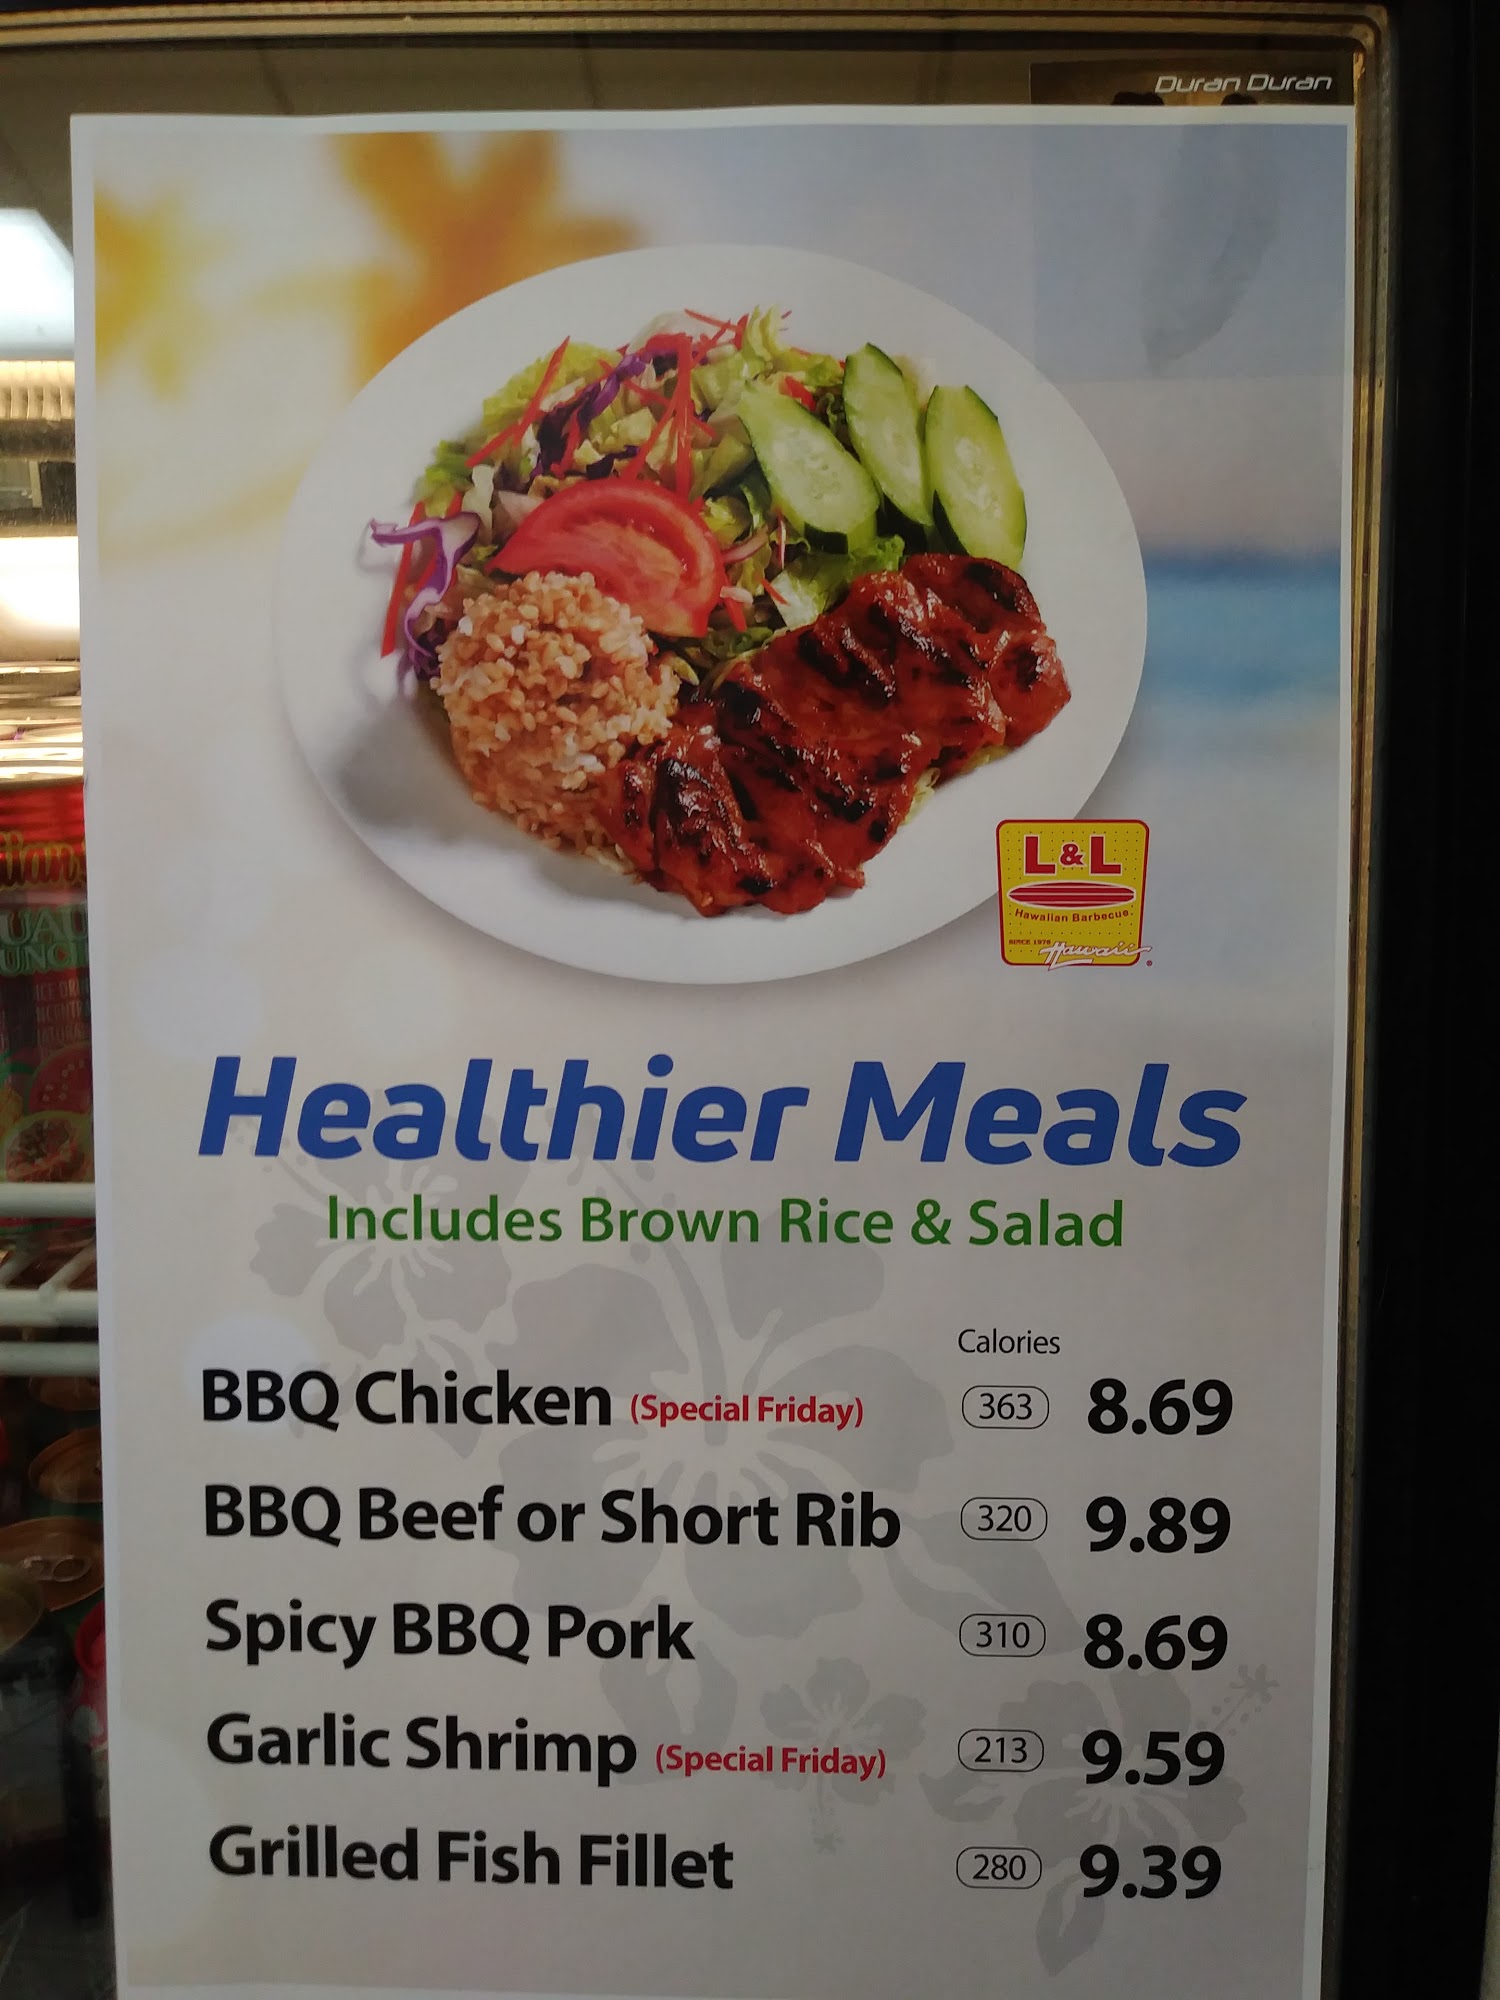 Duran Duran
L&L
Hawaiian Barbecue
SINCE 1976
Hawaii
Healthier Meals
Includes Brown Rice & Salad
Calories
BBQ Chicken (Special Friday) 363 8.69
BBQ Beef or Short Rib 320 9.89
Spicy BBQ Pork 310 8.69
Garlic Shrimp (Special Friday) 213 9.59
Grilled Fish Fillet 280 9.39